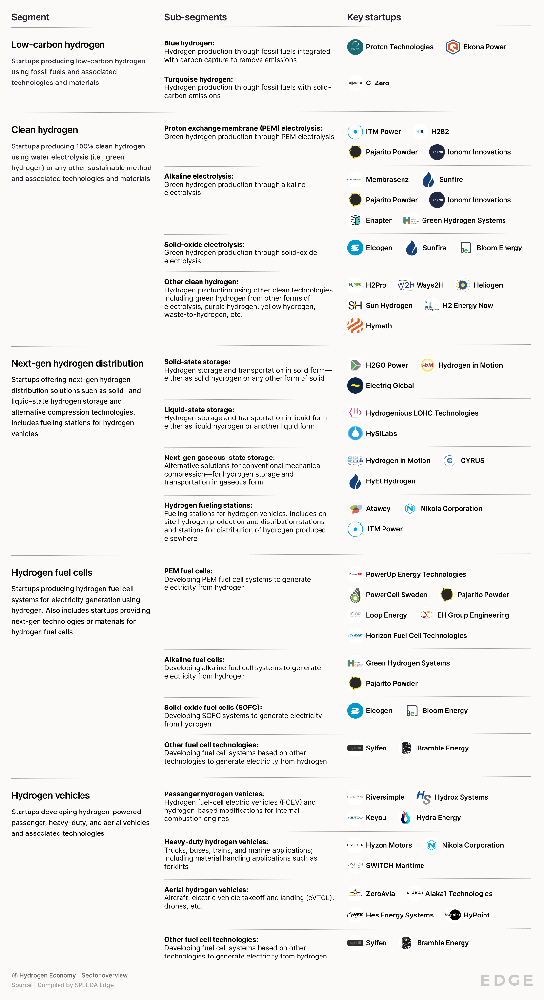 Segment
Sub-segments
Key startups
Low-carbon hydrogen
Startups producing low-carbon hydrogen
using fossil fuels and associated
technologies and materials
Blue hydrogen:
Hydrogen production through fossil fuels integrated
with carbon capture to remove emissions
Proton Technologies
Ekona Power
Turquoise hydrogen:
Hydrogen production through fossil fuels with solid-
carbon emissions
C-Zero
Clean hydrogen
Startups producing 100% clean hydrogen
using water electrolysis (i.e., green
hydrogen) or any other sustainable method
and associated technologies and materials
Proton exchange membrane (PEM) electrolysis:
Green hydrogen production through PEM electrolysis
ITM Power
H2B2
Pajarito Powder
Ionomr Innovations
Alkaline electrolysis:
Green hydrogen production through alkaline
electrolysis
Membrasenz
Sunfire
Pajarito Powder
Ionomr Innovations
Enapter
Green Hydrogen Systems
Solid-oxide electrolysis:
Green hydrogen production through solid-oxide
electrolysis
Elcogen
Sunfire
Bloom Energy
Other clean hydrogen:
Hydrogen production using other clean technologies
including green hydrogen from other forms of
electrolysis, purple hydrogen, yellow hydrogen,
waste-to-hydrogen, etc.
H2Pro
Ways2H
Heliogen
Sun Hydrogen
H2 Energy Now
Hymeth
Next-gen hydrogen distribution
Startups offering next-gen hydrogen
distribution solutions such as solid- and
liquid-state hydrogen storage and
alternative compression technologies.
Includes fueling stations for hydrogen
vehicles
Solid-state storage:
Hydrogen storage and transportation in solid form—
either as solid hydrogen or any other form of solid
H2GO Power
Hydrogen in Motion
Electriq Global
Liquid-state storage:
Hydrogen storage and transportation in liquid form—
either as liquid hydrogen or another liquid form
Hydrogenious LOHC Technologies
HySiLabs
Next-gen gaseous-state storage:
Alternative solutions for conventional mechanical
compression—for hydrogen storage and
transportation in gaseous form
Hydrogen in Motion
CYRUS
HyEt Hydrogen
Hydrogen fueling stations:
Fueling stations for hydrogen vehicles. Includes on-
site hydrogen production and distribution stations
and stations for distribution of hydrogen produced
elsewhere
Atawey
Nikola Corporation
ITM Power
Hydrogen fuel cells
Startups producing hydrogen fuel cell
systems for electricity generation using
hydrogen. Also includes startups providing
next-gen technologies or materials for
hydrogen fuel cells
PEM fuel cells:
Developing PEM fuel cell systems to generate
electricity from hydrogen
PowerUp Energy Technologies
PowerCell Sweden
Pajarito Powder
Loop Energy
EH Group Engineering
Horizon Fuel Cell Technologies
Alkaline fuel cells:
Developing alkaline fuel cell systems to generate
electricity from hydrogen
Green Hydrogen Systems
Pajarito Powder
Solid-oxide fuel cells (SOFC):
Developing SOFC systems to generate electricity
from hydrogen
Elcogen
Bloom Energy
Other fuel cell technologies:
Developing fuel cell systems based on other
technologies to generate electricity from hydrogen
Sylfen
Bramble Energy
Hydrogen vehicles
Startups developing hydrogen-powered
passenger, heavy-duty, and aerial vehicles
and associated technologies
Passenger hydrogen vehicles:
Hydrogen fuel-cell electric vehicles (FCEV) and
hydrogen-based modifications for internal
combustion engines
Riversimple
Hydrox Systems
Keyou
Hydra Energy
Heavy-duty hydrogen vehicles:
Trucks, buses, trains, and marine applications;
including material handling applications such as
forklifts
Hyzon Motors
Nikola Corporation
SWITCH Maritime
Aerial hydrogen vehicles:
Aircraft, electric vehicle takeoff and landing (eVTOL),
drones, etc.
ZeroAvia
Alaka'i Technologies
Hes Energy Systems
HyPoint
Other fuel cell technologies:
Developing fuel cell systems based on other
technologies to generate electricity from hydrogen
Sylfen
Bramble Energy
Hydrogen Economy | Sector overview
Source | Compiled by SPEEDA Edge
EDGE